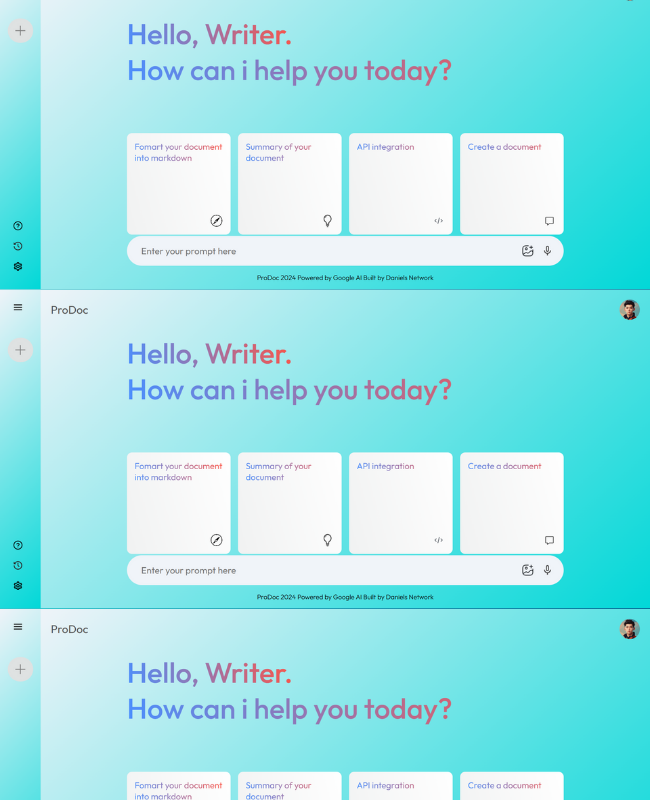 Hello, Writer.
How can i help you today?
Fomart your document
into markdown
Summary of your
document
API integration
Create a document
Enter your prompt here
ProDoc 2024 Powered by Google AI Built by Daniels Network
ProDoc
Hello, Writer.
How can i help you today?
Fomart your document
into markdown
Summary of your
document
API integration
Create a document
Enter your prompt here
ProDoc 2024 Powered by Google AI Built by Daniels Network
ProDoc
Hello, Writer.
How can i help you today?
Fomart your document
into markdown
Summary of your
document
API integration
Create a document